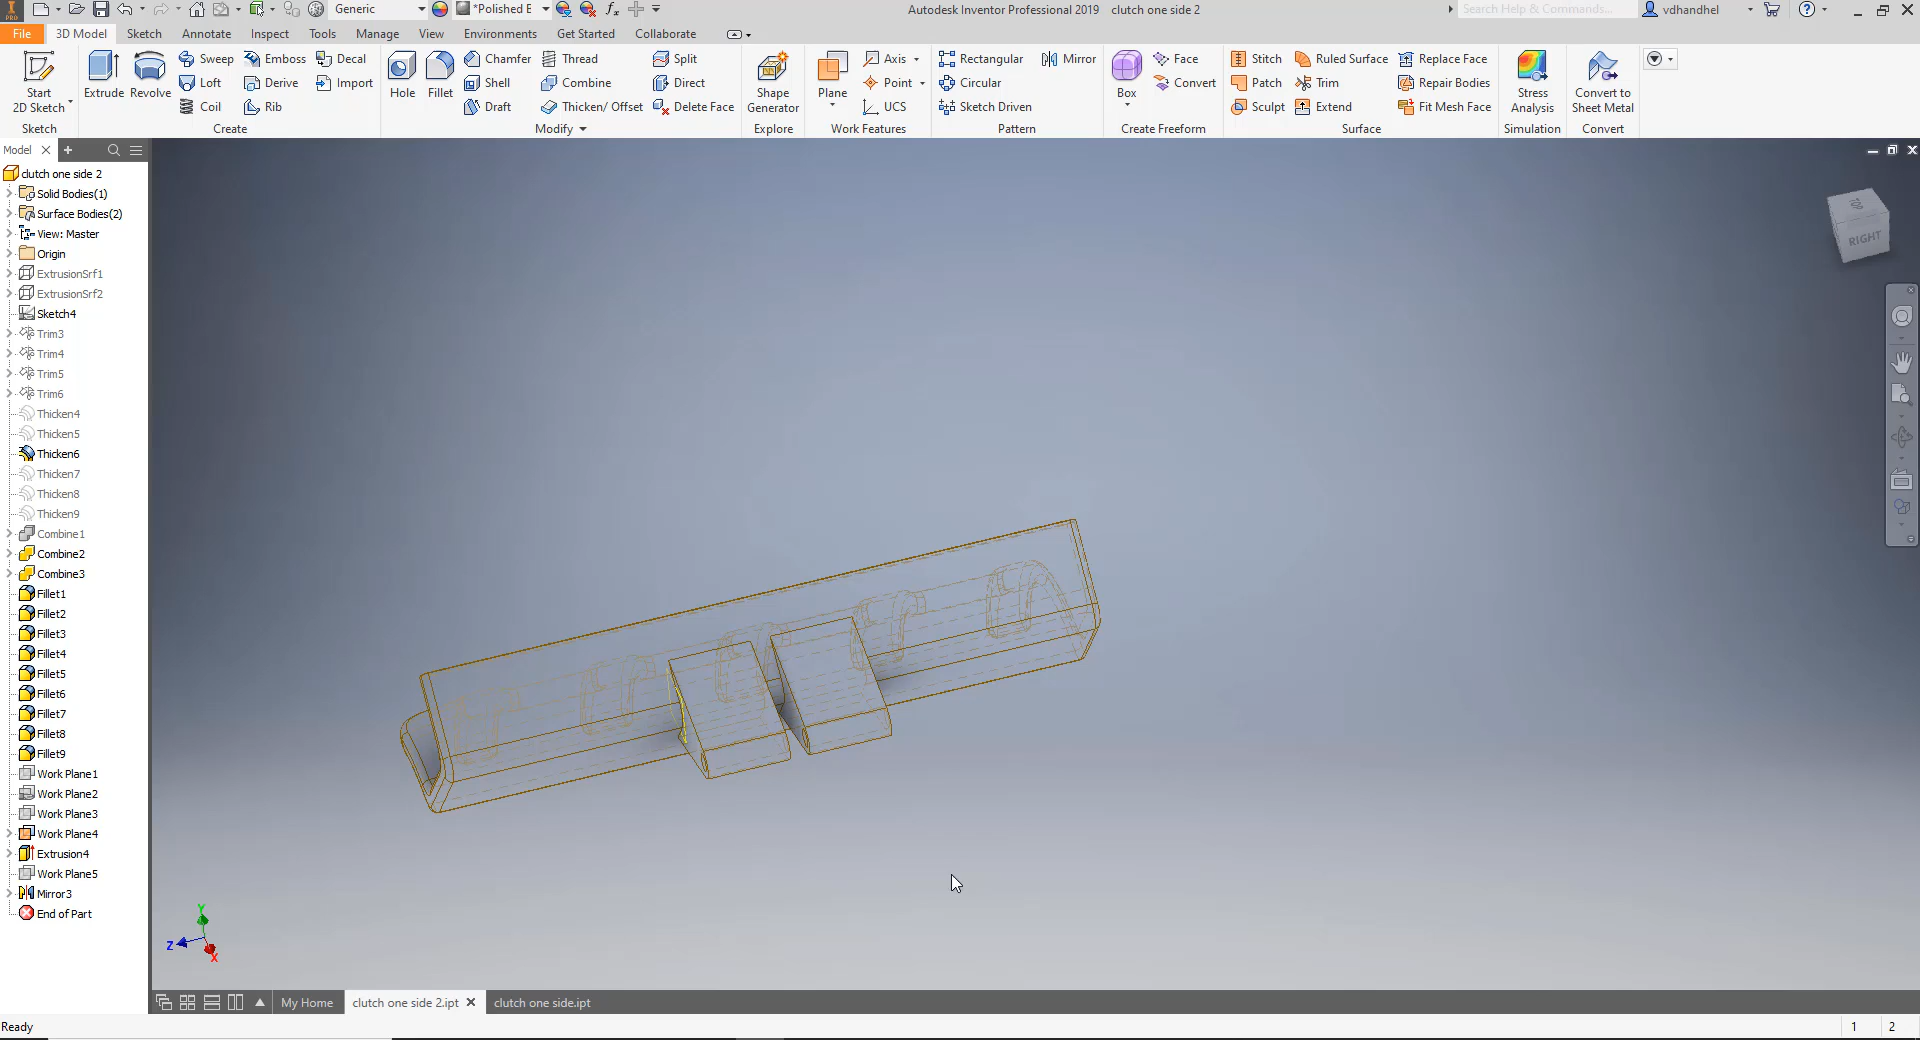 Generic
*Polished E
Autodesk Inventor Professional 2019 clutch one side 2
Search Help & Commands...
vdhandhel
File
3D Model
Sketch
Annotate
Inspect
Tools
Manage
View
Environments
Get Started
Collaborate
Start
2D Sketch
Extrude
Revolve
Sweep
Loft
Coil
Emboss
Derive
Rib
Decal
Import
Hole
Fillet
Chamfer
Shell
Draft
Thread
Combine
Thicken/ Offset
Split
Direct
Delete Face
Shape
Generator
Plane
Axis
Point
UCS
Rectangular
Circular
Sketch Driven
Mirror
Box
Face
Convert
Stitch
Patch
Sculpt
Ruled Surface
Trim
Extend
Replace Face
Repair Bodies
Fit Mesh Face
Stress
Analysis
Convert to
Sheet Metal
Sketch
Create
Modify
Explore
Work Features
Pattern
Create Freeform
Surface
Simulation
Convert
Model
clutch one side 2
Solid Bodies(1)
Surface Bodies(2)
View: Master
Origin
ExtrusionSrf1
ExtrusionSrf2
Sketch4
Trim3
Trim4
Trim5
Trim6
Thicken4
Thicken5
Thicken6
Thicken7
Thicken8
Thicken9
Combine1
Combine2
Combine3
Fillet1
Fillet2
Fillet3
Fillet4
Fillet5
Fillet6
Fillet7
Fillet8
Fillet9
Work Plane1
Work Plane2
Work Plane3
Work Plane4
Extrusion4
Work Plane5
Mirror3
End of Part
TOP
RIGHT
Y
Z
X
My Home
clutch one side 2.ipt
clutch one side.ipt
Ready
1
2